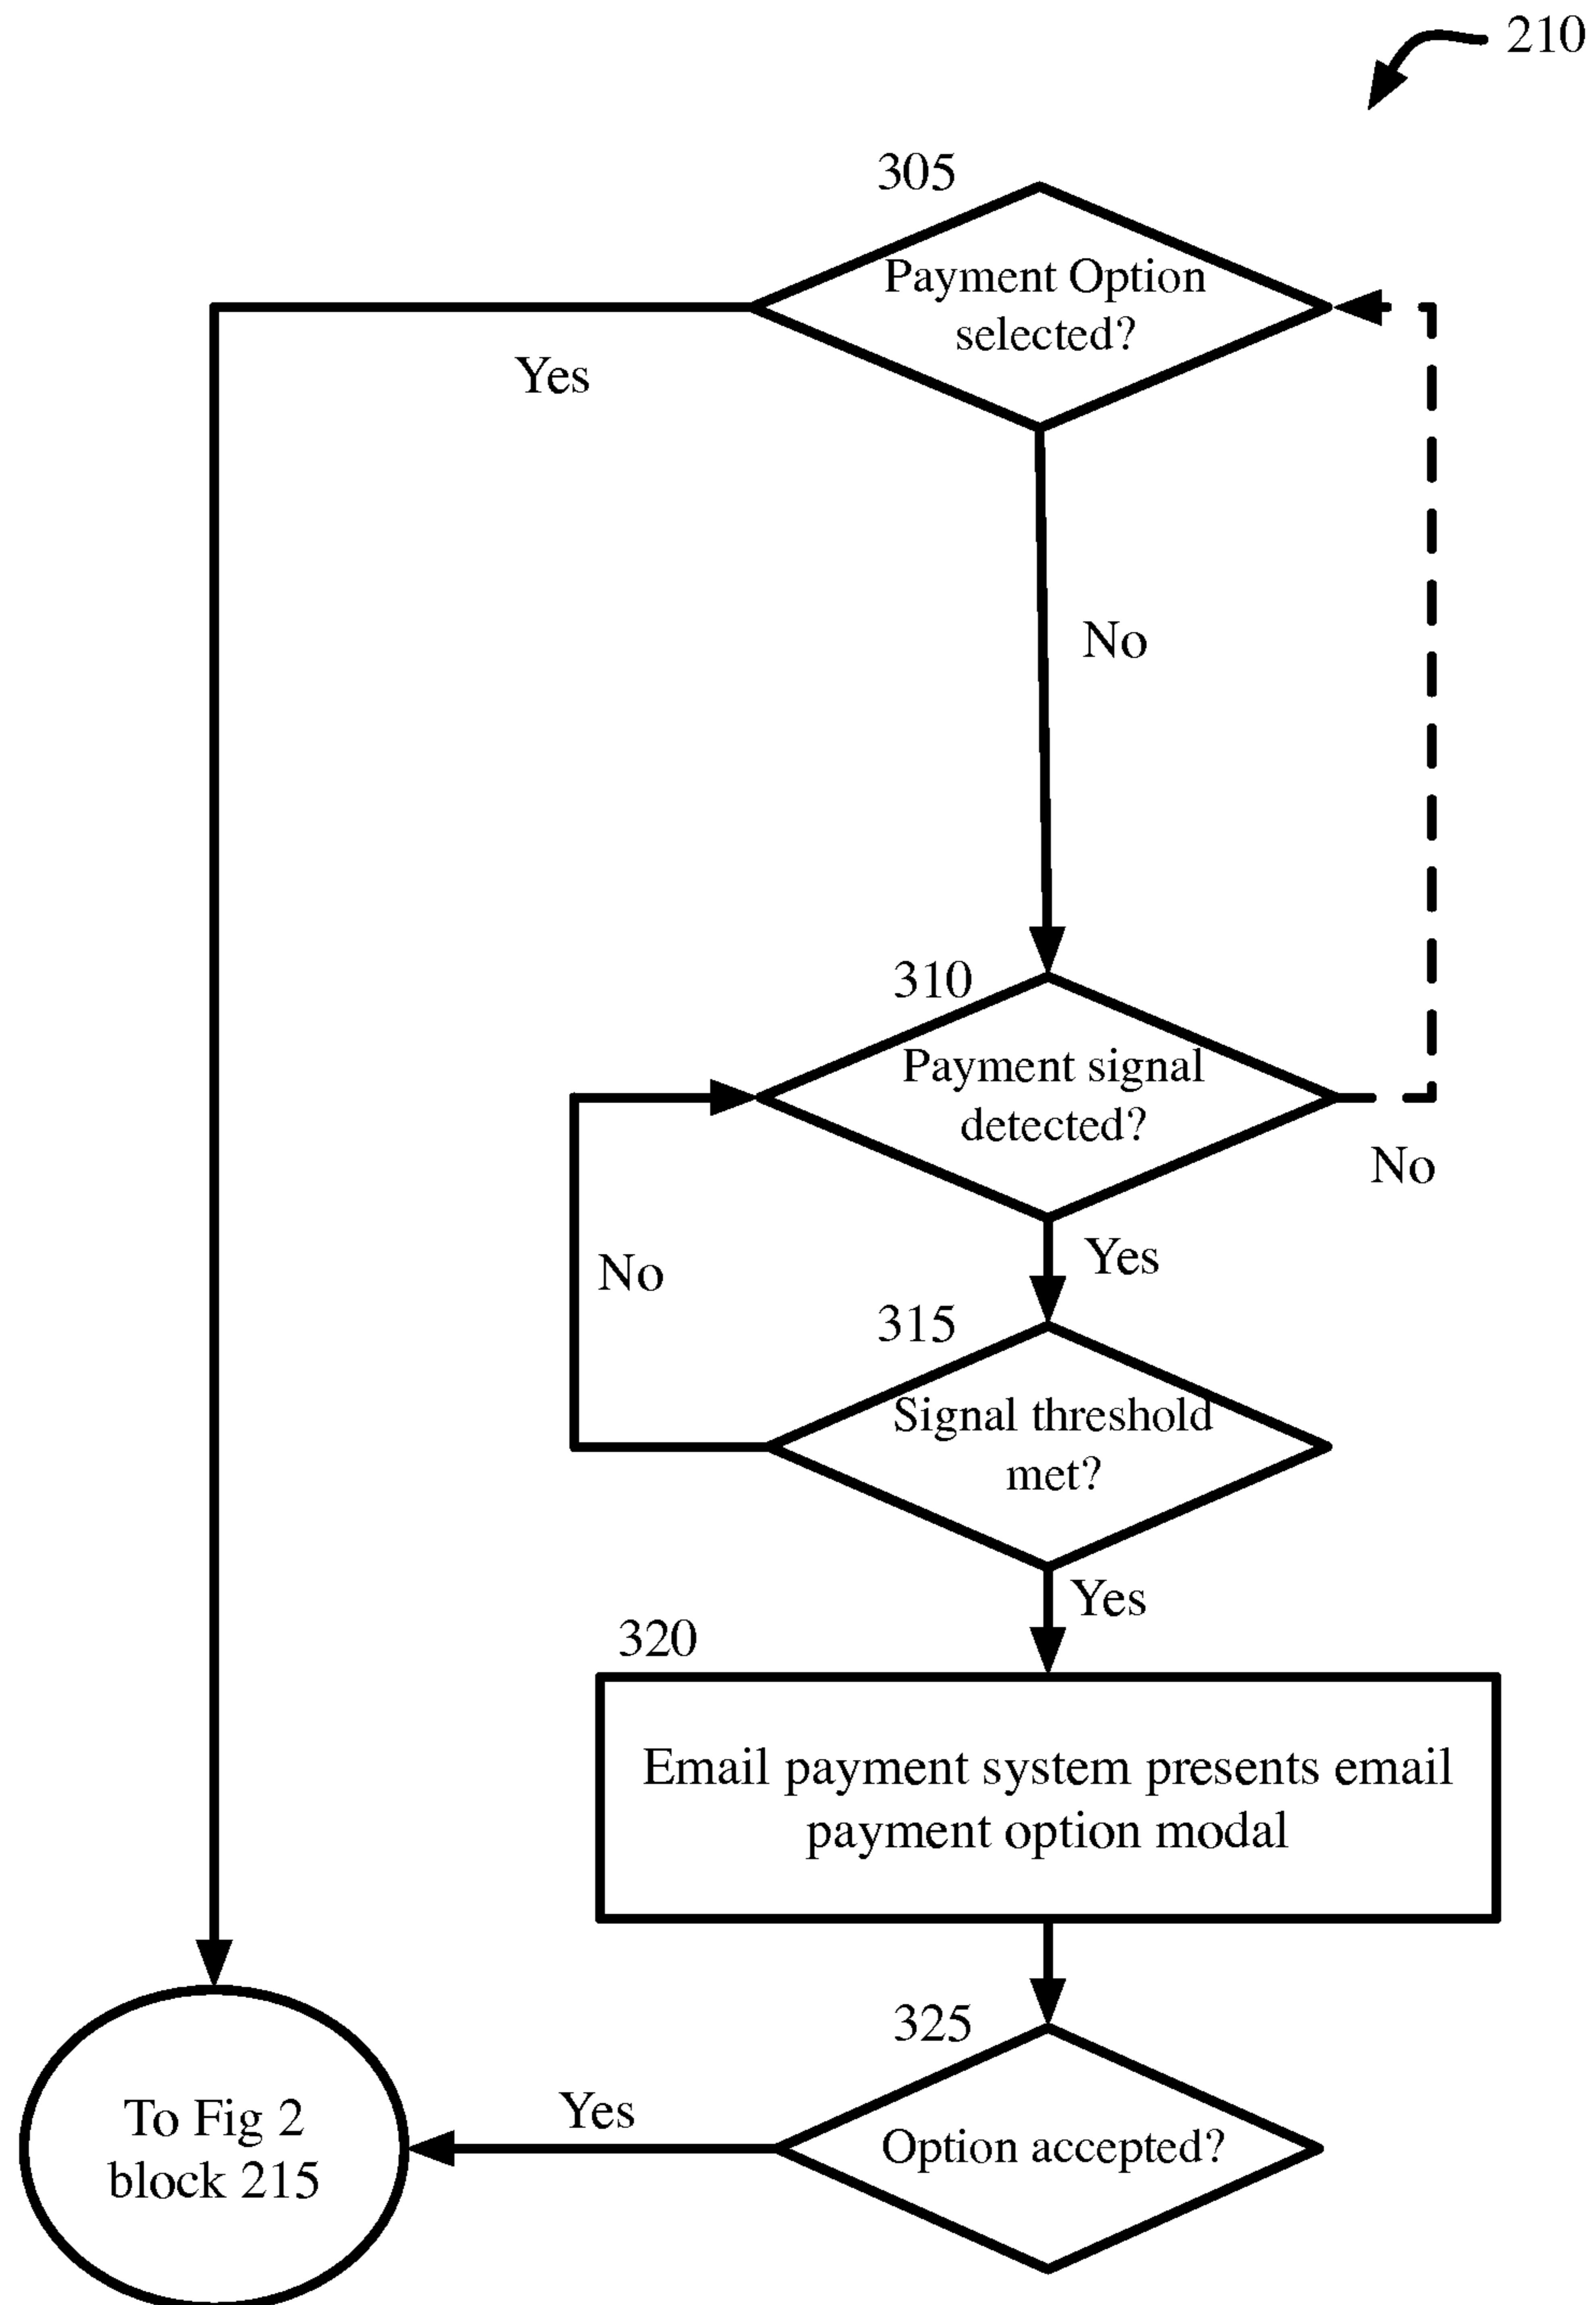 210
305
Payment Option
selected?
Yes
No
310
Payment signal
detected?
No
Yes
No
315
Signal threshold
met?
Yes
320
Email payment system presents email
payment option modal
325
Option accepted?
Yes
To Fig 2
block 215